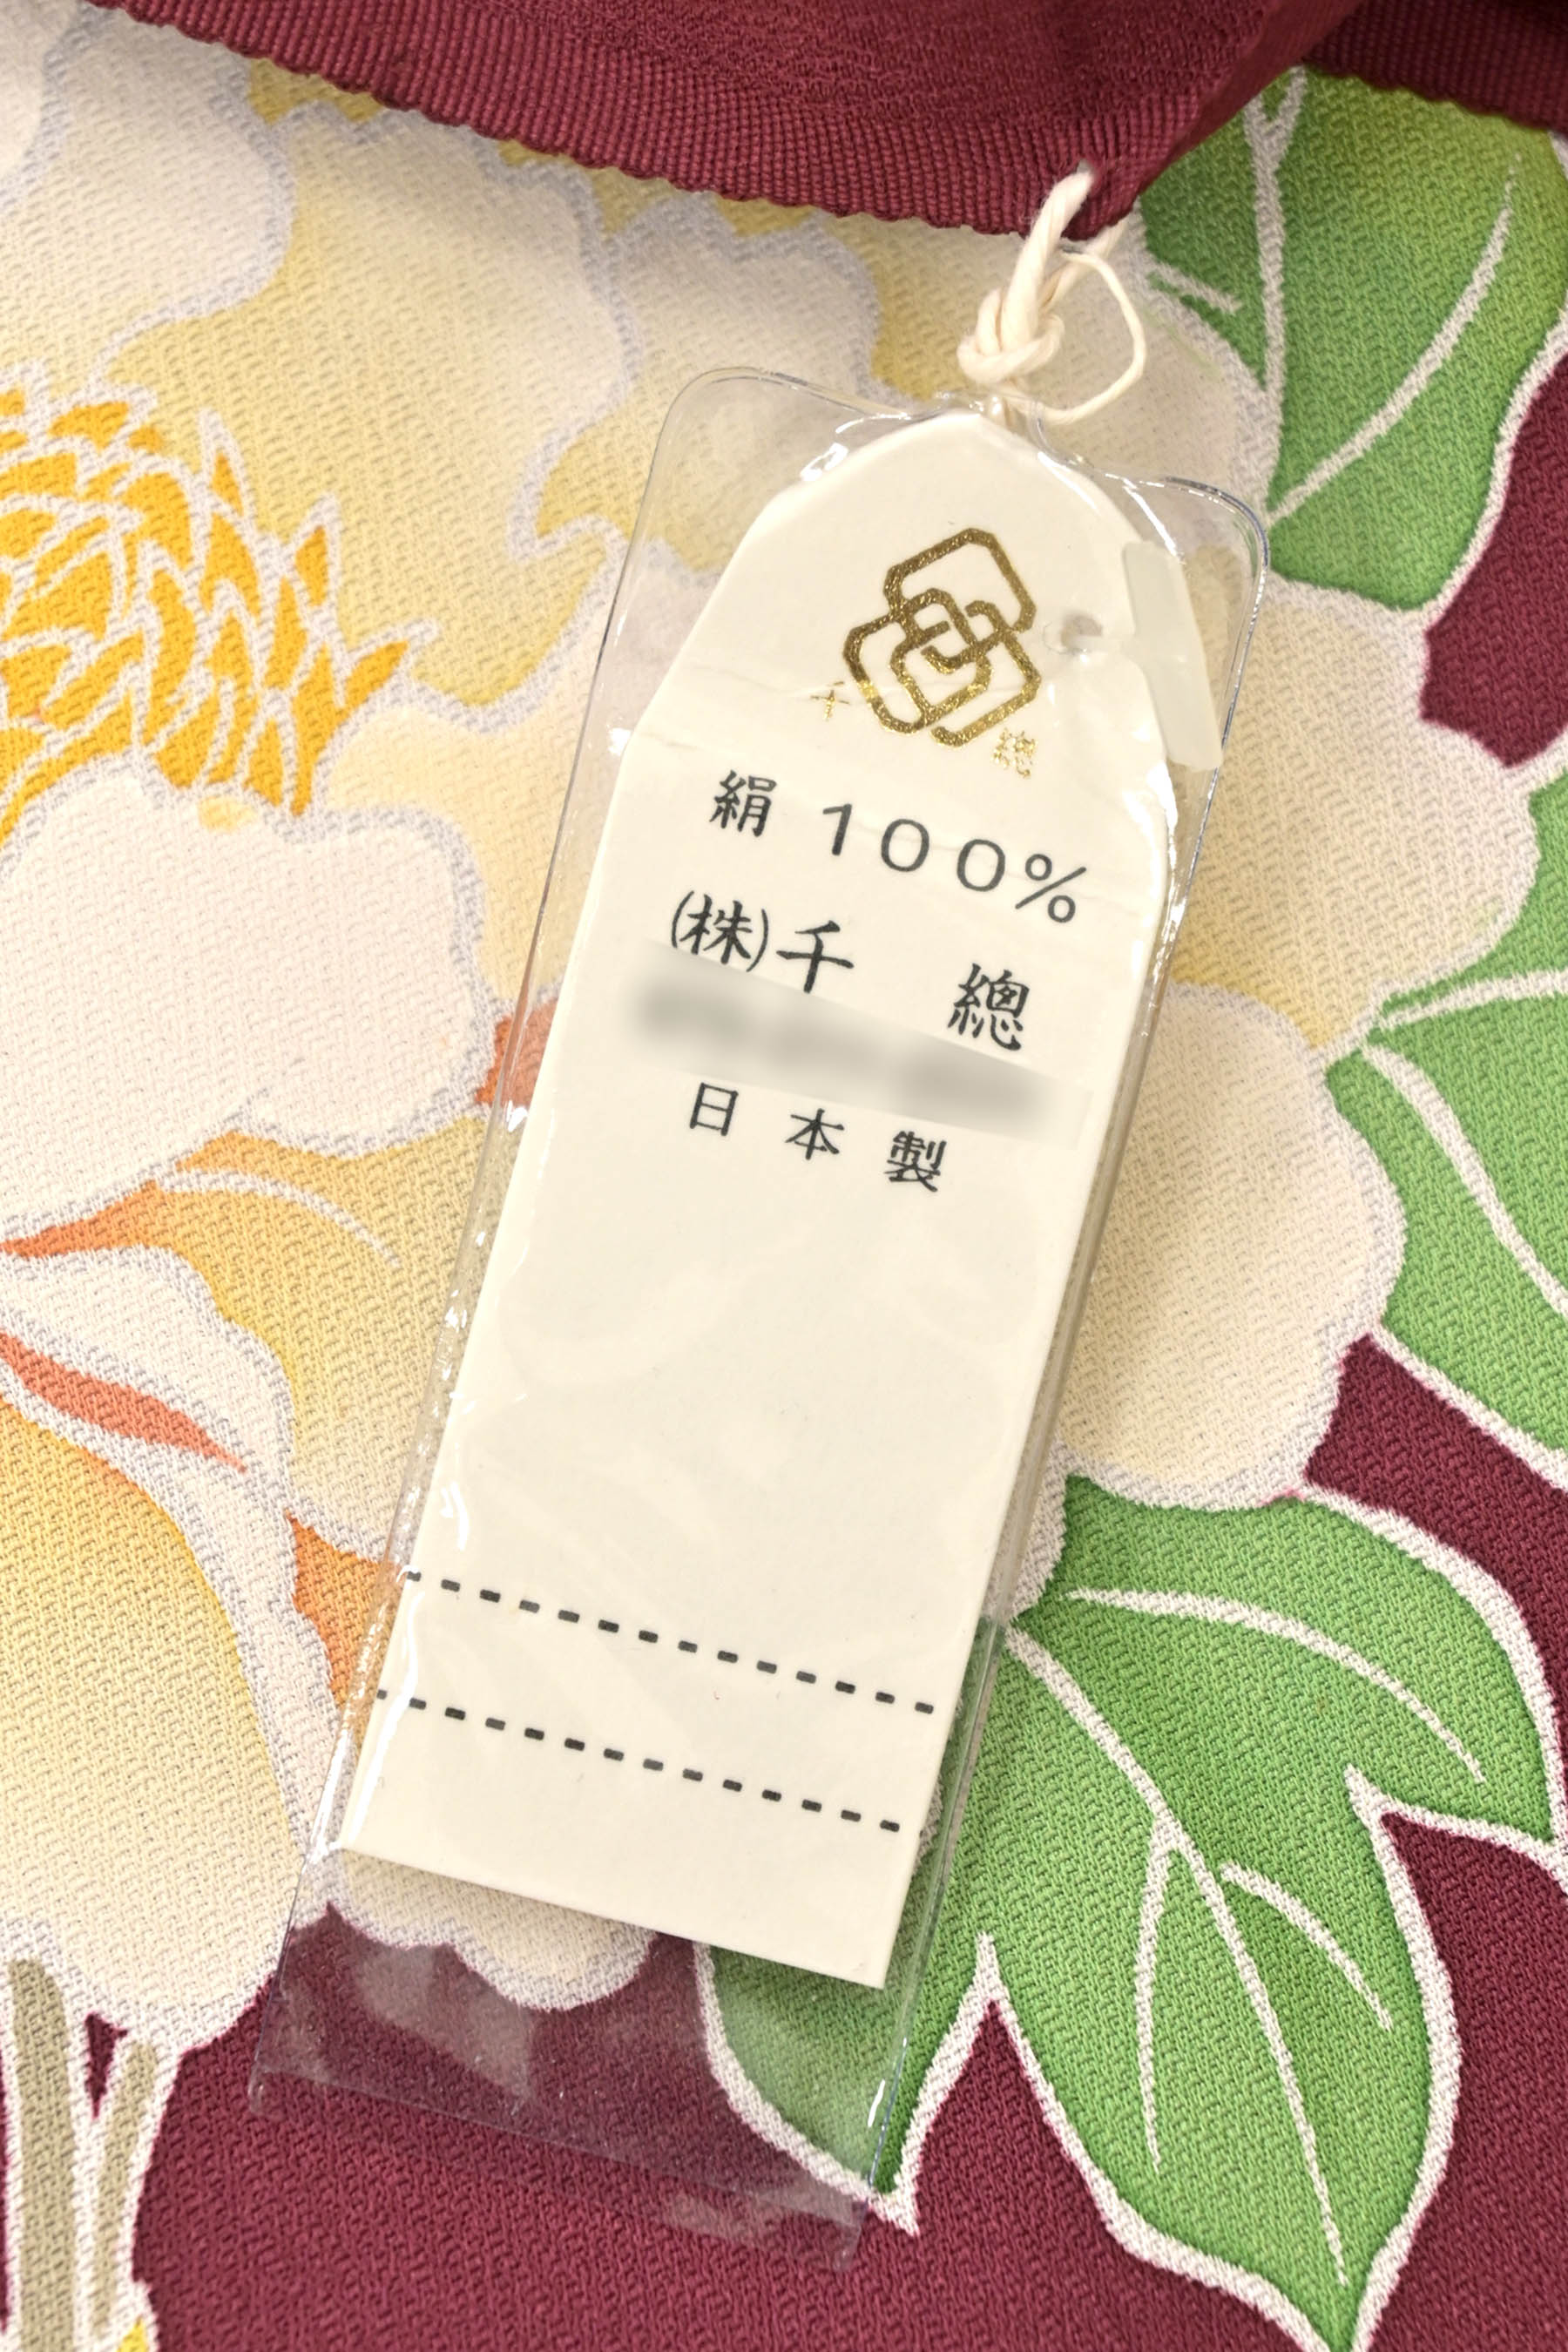 千總
絹 100%
(株)千 總
日本製